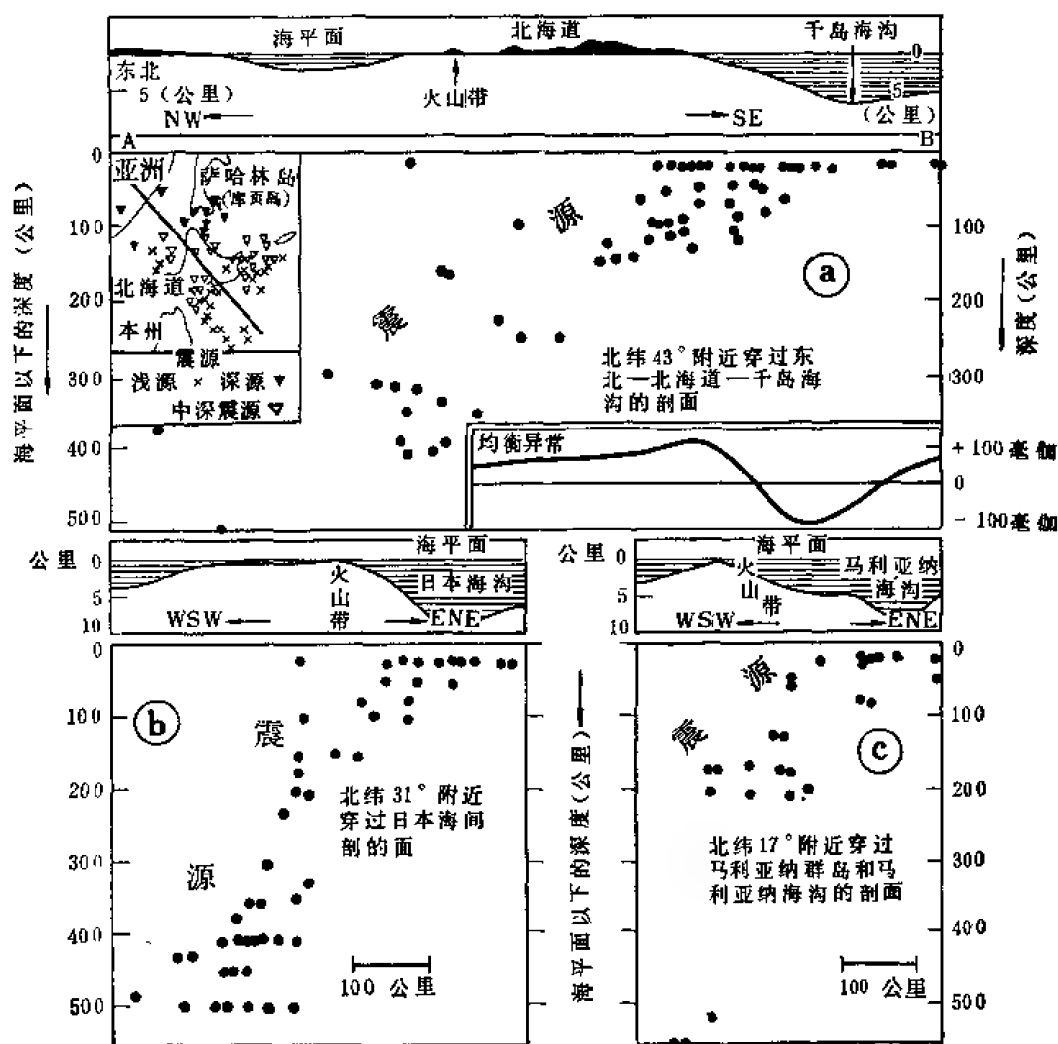 海平面
北海道
千岛海沟
0
东北
5（公里）
火山带
5
（公里）
NW
SE
A
B
海平面以下的深度（公里）
0
100
200
300
400
500
亚洲
萨哈林岛
（库页岛）
北海道
本州
震源
浅源 × 深源
中深震源
震源
a
北纬43°附近穿过东
北—北海道—千岛海
沟的剖面
100
200
300
深度（公里）
均衡异常
+100毫伽
0
-100毫伽
公里
0
5
10
海平面
火山带
日本海沟
WSW
ENE
公里
0
5
10
海平面
火山带
马利亚纳
海沟
WSW
ENE
0
100
200
300
400
500
b
震源
北纬31°附近
穿过日本海间
剖的面
100 公里
海平面以下的深度（公里）
震源
c
北纬17°附近穿过
马利亚纳群岛和马
利亚纳海沟的剖面
100 公里
0
100
200
300
400
500